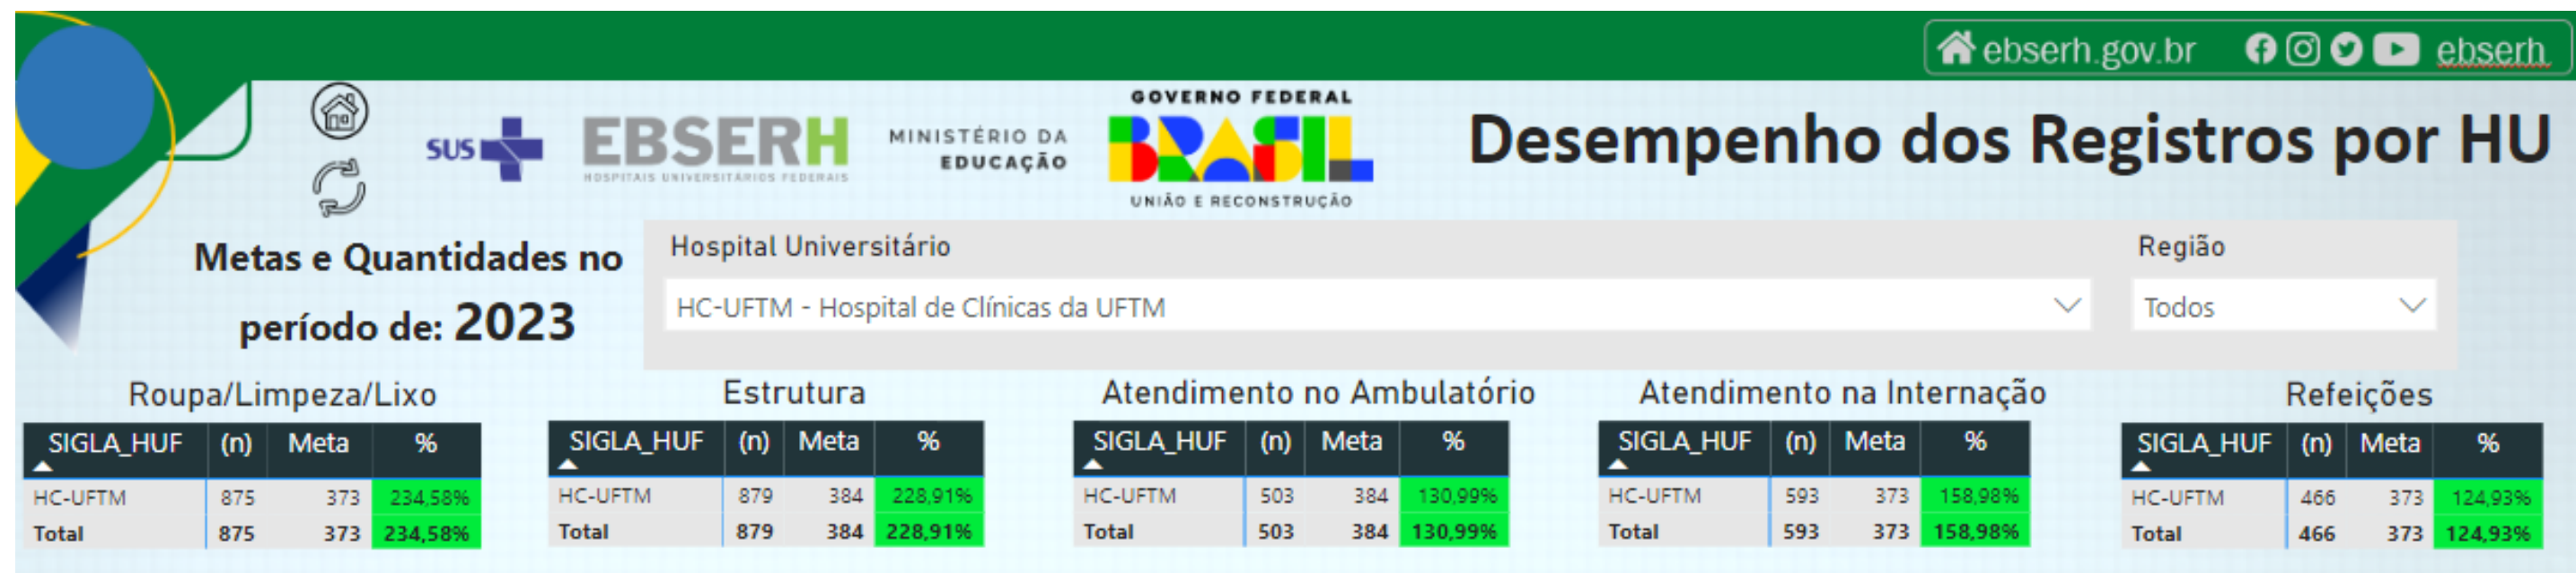 ebserh.gov.br ebserh
SUS
EBSERH
HOSPITAIS UNIVERSITÁRIOS FEDERAIS
MINISTÉRIO DA
EDUCAÇÃO
GOVERNO FEDERAL
BRASIL
UNIÃO E RECONSTRUÇÃO
Desempenho dos Registros por HU
Metas e Quantidades no
período de: 2023
Hospital Universitário
HC-UFTM - Hospital de Clínicas da UFTM
Região
Todos
Roupa/Limpeza/Lixo
SIGLA_HUF (n) Meta %
HC-UFTM 875 373 234,58%
Total 875 373 234,58%
Estrutura
SIGLA_HUF (n) Meta %
HC-UFTM 879 384 228,91%
Total 879 384 228,91%
Atendimento no Ambulatório
SIGLA_HUF (n) Meta %
HC-UFTM 503 384 130,99%
Total 503 384 130,99%
Atendimento na Internação
SIGLA_HUF (n) Meta %
HC-UFTM 593 373 158,98%
Total 593 373 158,98%
Refeições
SIGLA_HUF (n) Meta %
HC-UFTM 466 373 124,93%
Total 466 373 124,93%